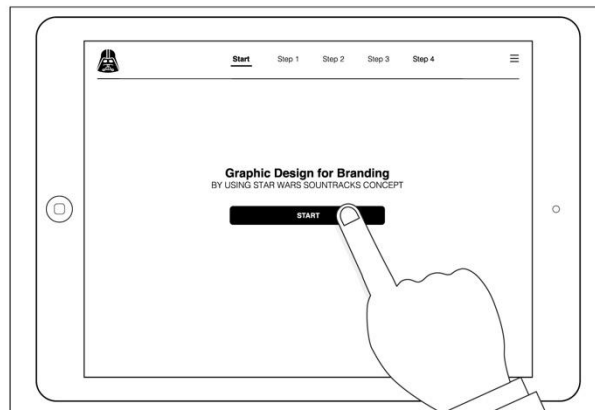 Start Step 1 Step 2 Step 3 Step 4
Graphic Design for Branding
BY USING STAR WARS SOUNTRACKS CONCEPT
START